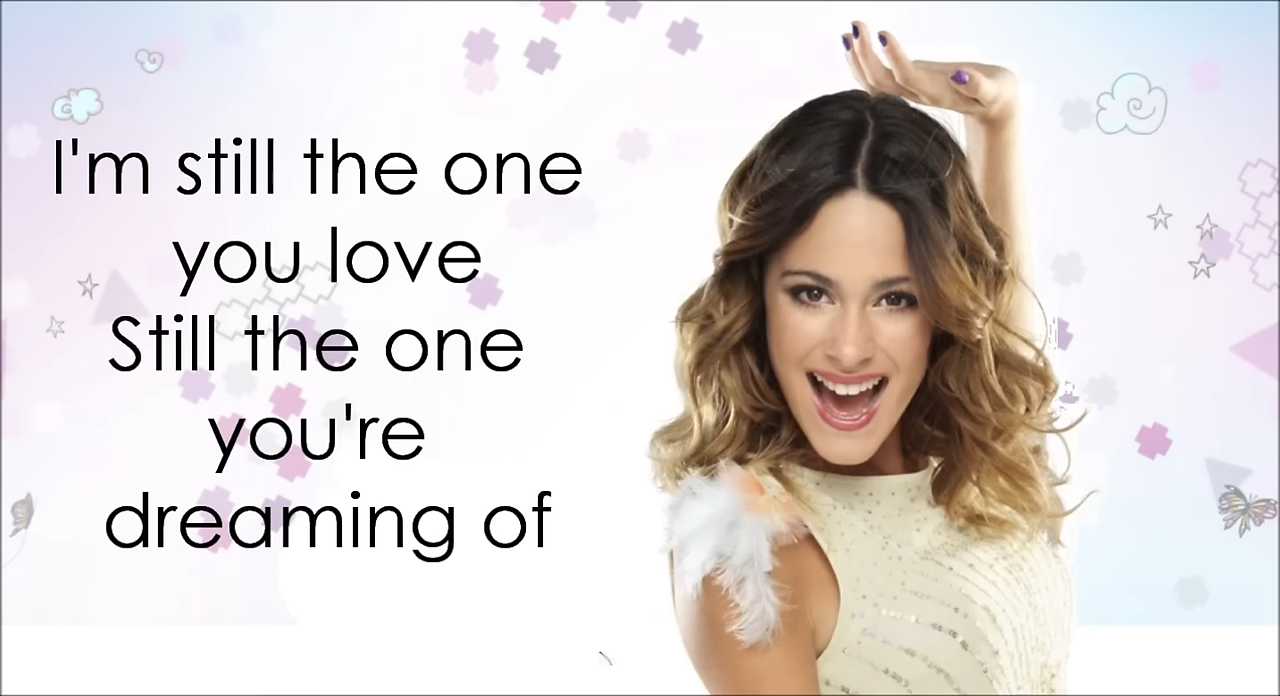 I'm still the one
you love
Still the one
you're
dreaming of